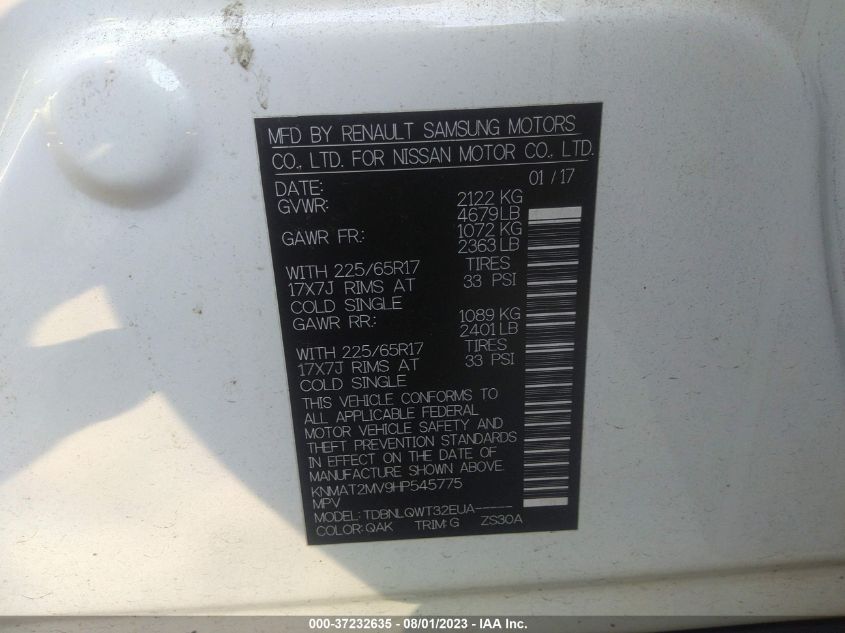 MFD BY RENAULT SAMSUNG MOTORS
CO., LTD. FOR NISSAN MOTOR CO., LTD.
DATE: 01 / 17
GVWR: 2122 KG
4679LB
GAWR FR.: 1072 KG
2363 LB
WITH 225/65R17 TIRES
17X7J RIMS AT 33 PSI
COLD SINGLE
GAWR RR.: 1089 KG
2401 LB
WITH 225/65R17 TIRES
17X7J RIMS AT 33 PSI
COLD SINGLE
THIS VEHICLE CONFORMS TO
ALL APPLICABLE FEDERAL
MOTOR VEHICLE SAFETY AND
THEFT PREVENTION STANDARDS
IN EFFECT ON THE DATE OF
MANUFACTURE SHOWN ABOVE.
KNMAT2MV9HP545775
MPV
MODEL: TDBNLQWT32EUA-----
COLOR: QAK TRIM: G ZS30A
000-37232635 - 08/01/2023 - IAA Inc.